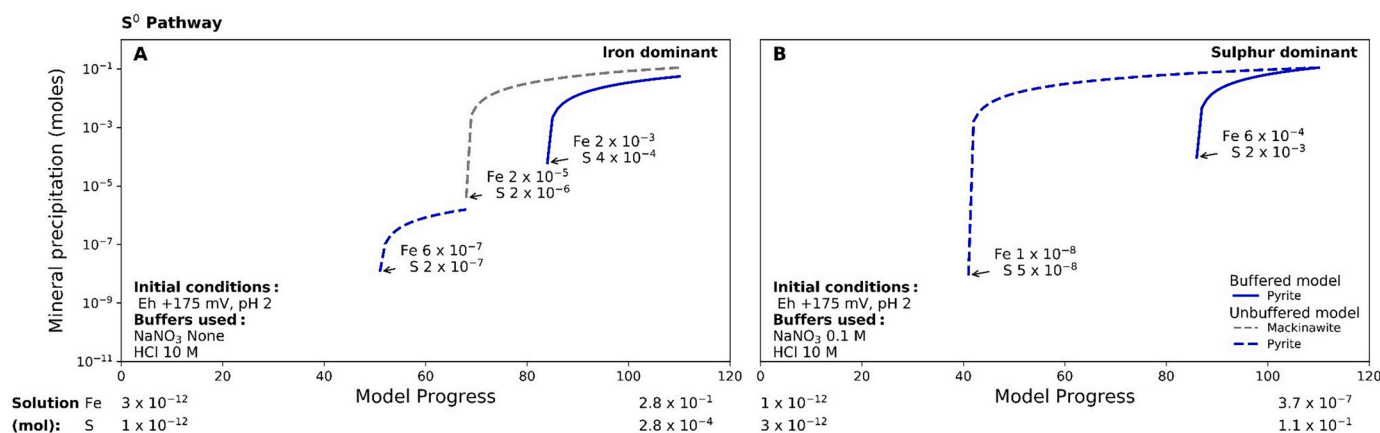 S⁰ Pathway
A
Iron dominant
Mineral precipitation (moles)
10⁻¹
10⁻³
10⁻⁵
10⁻⁷
10⁻⁹
10⁻¹¹
Fe 2 x 10⁻³
S 4 x 10⁻⁴
Fe 2 x 10⁻⁵
S 2 x 10⁻⁶
Fe 6 x 10⁻⁷
S 2 x 10⁻⁷
Initial conditions:
Eh +175 mV, pH 2
Buffers used:
NaNO₃ None
HCl 10 M
0 20 40 60 80 100 120
Model Progress
B
Sulphur dominant
Fe 6 x 10⁻⁴
S 2 x 10⁻³
Fe 1 x 10⁻⁸
S 5 x 10⁻⁸
Initial conditions:
Eh +175 mV, pH 2
Buffers used:
NaNO₃ 0.1 M
HCl 10 M
Buffered model
Pyrite
Unbuffered model
Mackinawite
Pyrite
0 20 40 60 80 100 120
Model Progress
Solution Fe 3 x 10⁻¹² 2.8 x 10⁻¹ 1 x 10⁻¹² 3.7 x 10⁻⁷
(mol): S 1 x 10⁻¹² 2.8 x 10⁻⁴ 3 x 10⁻¹² 1.1 x 10⁻¹